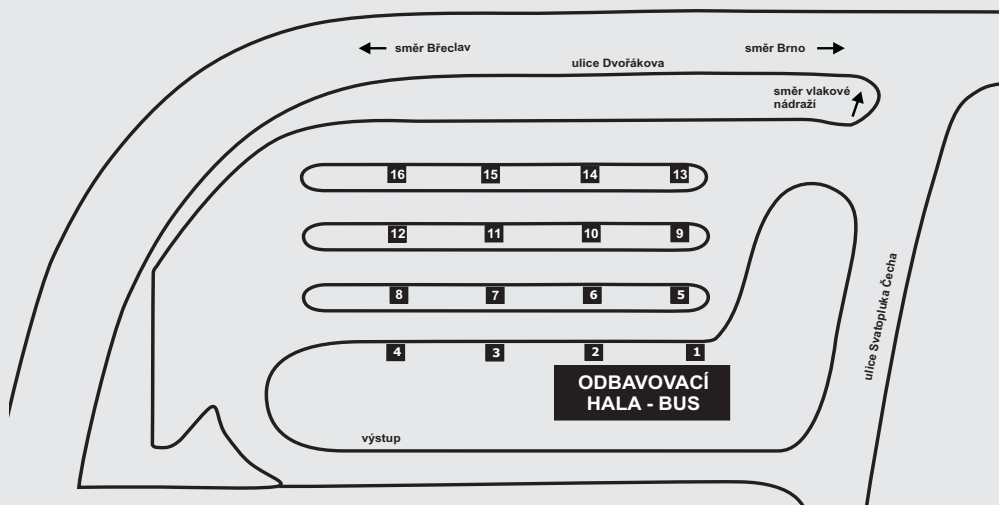 směr Břeclav
směr Brno
ulice Dvořákova
směr vlakové
nádraží
16 15 14 13
12 11 10 9
8 7 6 5
4 3 2 1
ODBAVOVACÍ
HALA - BUS
výstup
ulice Svatopluka Čecha